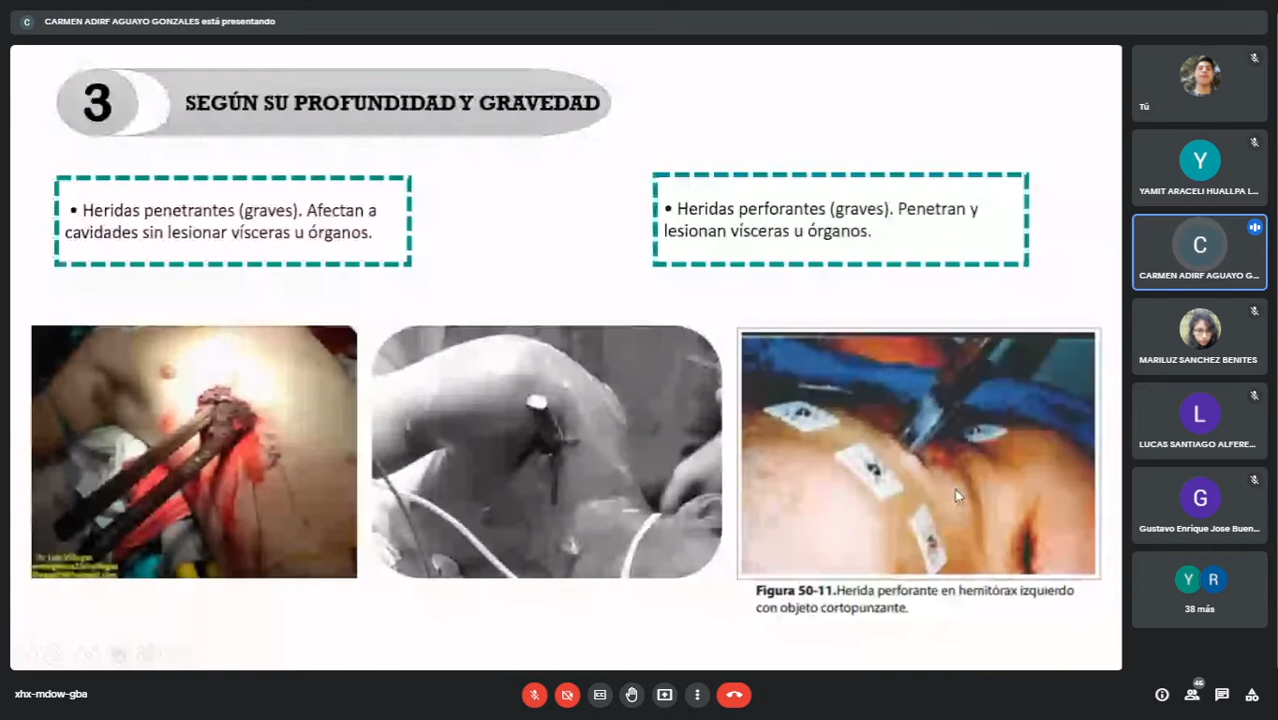 C CARMEN ADIRF AGUAYO GONZALES está presentando
3
SEGÚN SU PROFUNDIDAD Y GRAVEDAD
• Heridas penetrantes (graves). Afectan a
cavidades sin lesionar vísceras u órganos.
• Heridas perforantes (graves). Penetran y
lesionan vísceras u órganos.
Figura 50-11.Herida perforante en hemitórax izquierdo
con objeto cortopunzante.
Tú
Y
YAMIT ARACELI HUALLPA L...
C
CARMEN ADIRF AGUAYO G...
MARILUZ SANCHEZ BENITES
L
LUCAS SANTIAGO ALFERE...
G
Gustavo Enrique Jose Buen...
Y R
38 más
xhx-mdow-gba
46